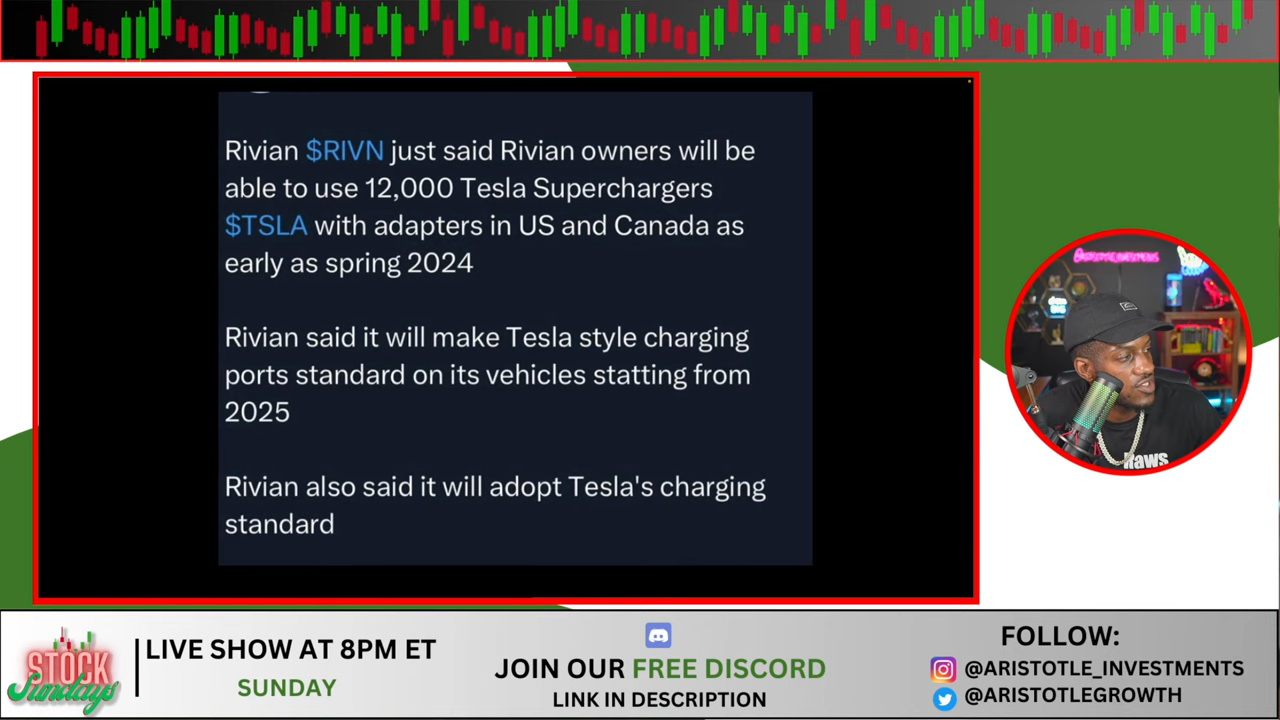 Rivian $RIVN just said Rivian owners will be
able to use 12,000 Tesla Superchargers
$TSLA with adapters in US and Canada as
early as spring 2024
Rivian said it will make Tesla style charging
ports standard on its vehicles statting from
2025
Rivian also said it will adopt Tesla's charging
standard
STOCK
Sundays
LIVE SHOW AT 8PM ET
SUNDAY
JOIN OUR FREE DISCORD
LINK IN DESCRIPTION
FOLLOW:
@ARISTOTLE_INVESTMENTS
@ARISTOTLEGROWTH